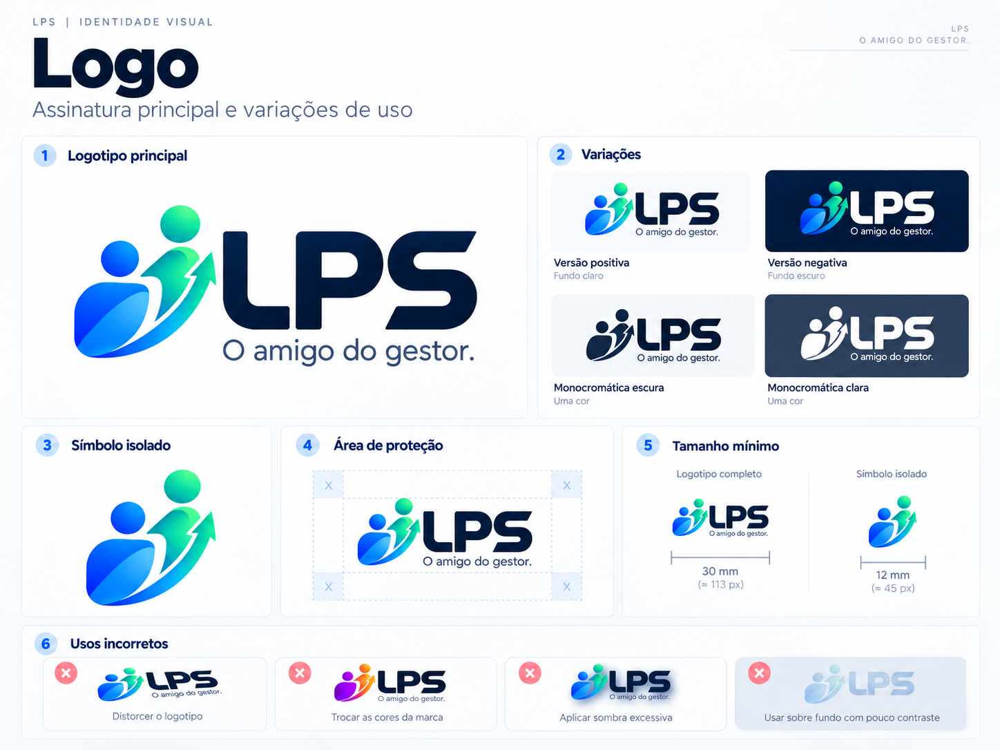 LPS | IDENTIDADE VISUAL
LPS
O AMIGO DO GESTOR.
Logo
Assinatura principal e variações de uso
1 Logotipo principal
LPS
O amigo do gestor.
2 Variações
LPS
O amigo do gestor.
Versão positiva
Fundo claro
LPS
O amigo do gestor.
Versão negativa
Fundo escuro
LPS
O amigo do gestor.
Monocromática escura
Uma cor
LPS
O amigo do gestor.
Monocromática clara
Uma cor
3 Símbolo isolado
4 Área de proteção
X X
LPS
O amigo do gestor.
X X
5 Tamanho mínimo
Logotipo completo
LPS
O amigo do gestor.
30 mm
(≈ 113 px)
Símbolo isolado
12 mm
(≈ 45 px)
6 Usos incorretos
LPS
O amigo do gestor.
Distorcer o logotipo
LPS
O amigo do gestor.
Trocar as cores da marca
LPS
O amigo do gestor.
Aplicar sombra excessiva
LPS
Usar sobre fundo com pouco contraste